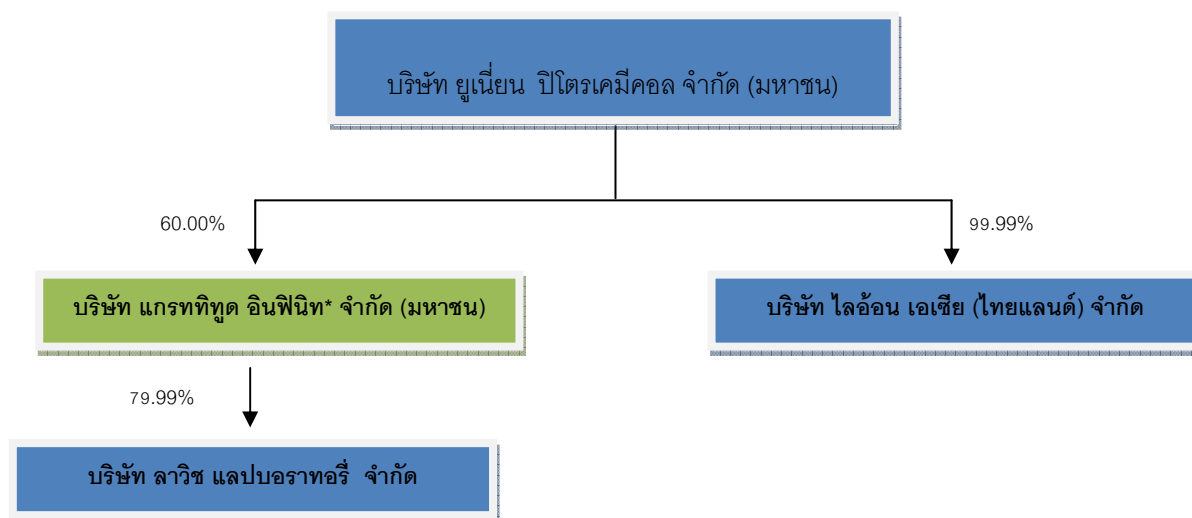 บริษัท ยูเนี่ยน ปิโตรเคมีคอล จำกัด (มหาชน)
60.00%
99.99%
บริษัท แกรททิทูด อินฟินิท* จำกัด (มหาชน)
บริษัท ไลอ้อน เอเซีย (ไทยแลนด์) จำกัด
79.99%
บริษัท ลาวิช แลปบอราทอรี่ จำกัด